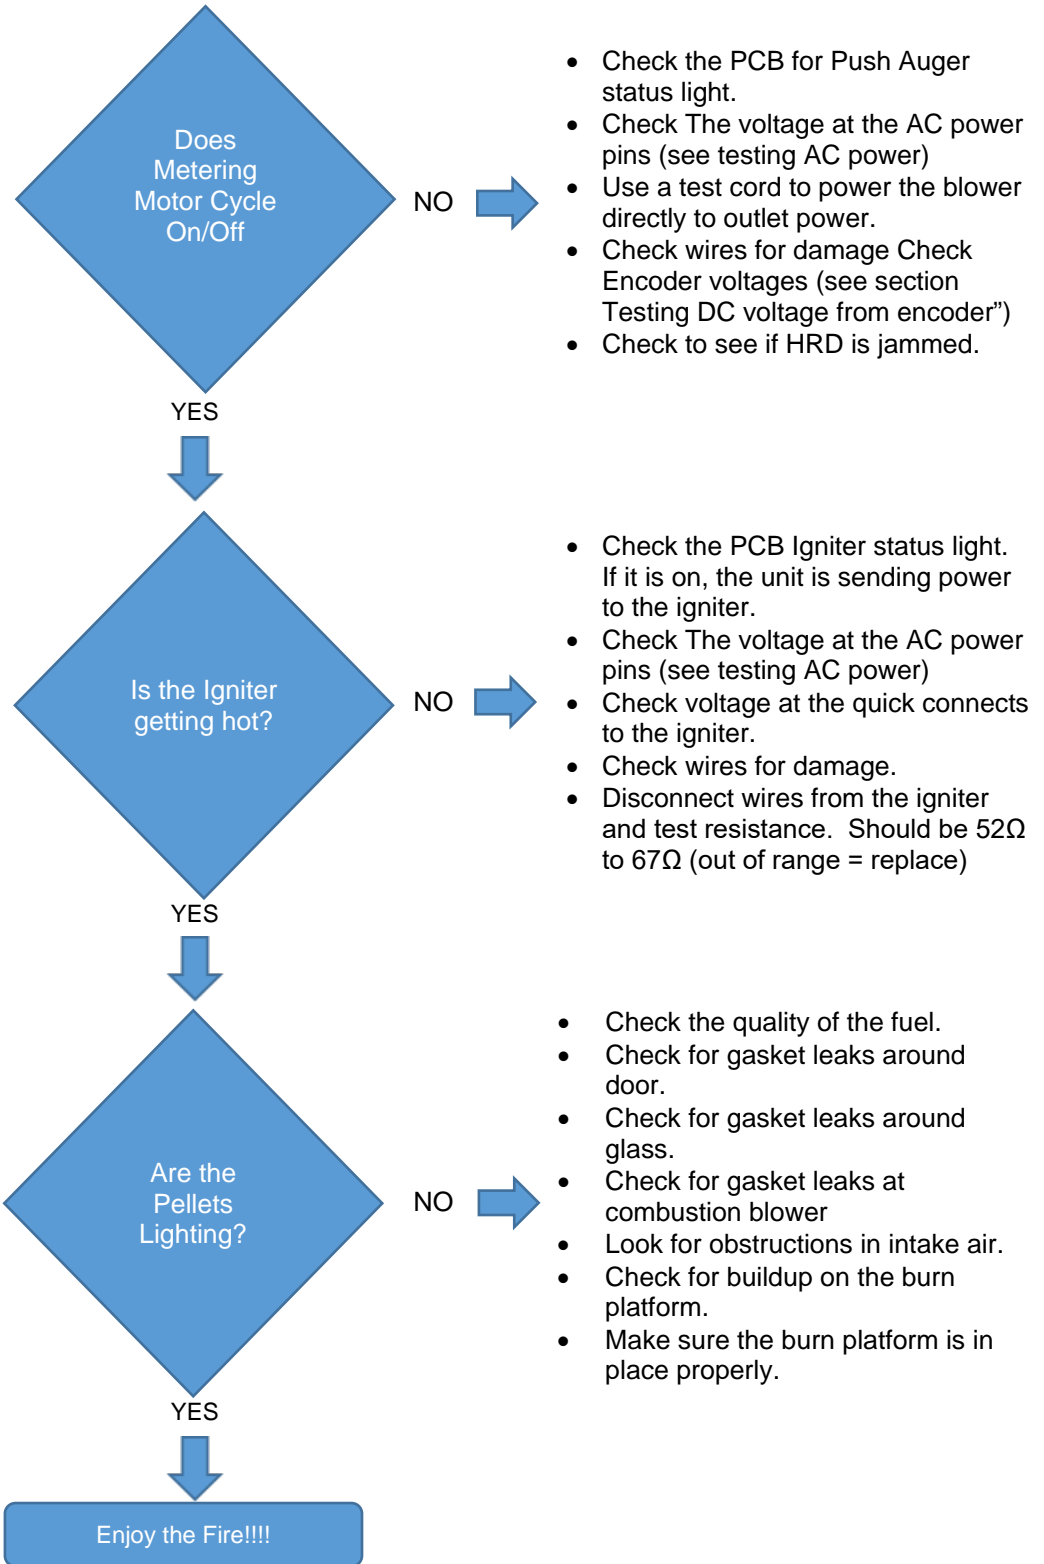 Does
Metering
Motor Cycle
On/Off
NO
• Check the PCB for Push Auger
status light.
• Check The voltage at the AC power
pins (see testing AC power)
• Use a test cord to power the blower
directly to outlet power.
• Check wires for damage Check
Encoder voltages (see section
Testing DC voltage from encoder”)
• Check to see if HRD is jammed.
YES
Is the Igniter
getting hot?
NO
• Check the PCB Igniter status light.
If it is on, the unit is sending power
to the igniter.
• Check The voltage at the AC power
pins (see testing AC power)
• Check voltage at the quick connects
to the igniter.
• Check wires for damage.
• Disconnect wires from the igniter
and test resistance.  Should be 52Ω
to 67Ω (out of range = replace)
YES
Are the
Pellets
Lighting?
NO
• Check the quality of the fuel.
• Check for gasket leaks around
door.
• Check for gasket leaks around
glass.
• Check for gasket leaks at
combustion blower
• Look for obstructions in intake air.
• Check for buildup on the burn
platform.
• Make sure the burn platform is in
place properly.
YES
Enjoy the Fire!!!!